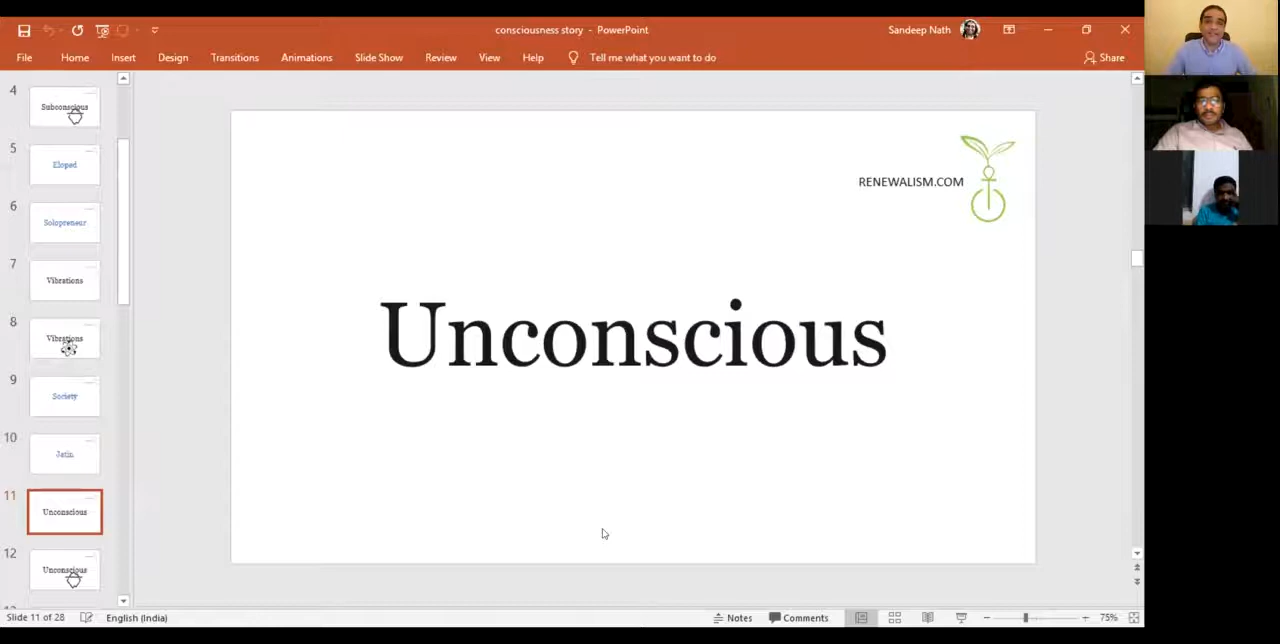 consciousness story - PowerPoint
Sandeep Nath
File Home Insert Design Transitions Animations Slide Show Review View Help Tell me what you want to do Share
4
Subconscious
5
Eloped
6
Solopreneur
7
Vibrations
8
Vibrations
9
Society
10
Jatin
11
Unconscious
12
Unconscious
RENEWALISM.COM
Unconscious
Slide 11 of 28 English (India) Notes Comments 75%